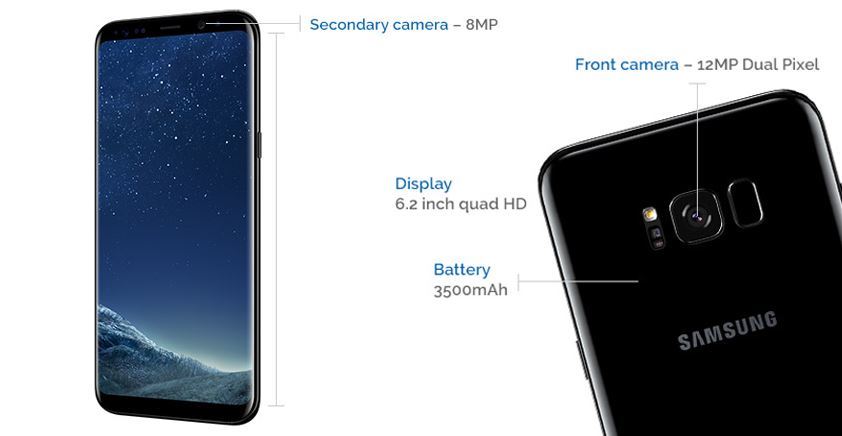 Secondary camera – 8MP
Front camera – 12MP Dual Pixel
Display
6.2 inch quad HD
Battery
3500mAh
SAMSUNG